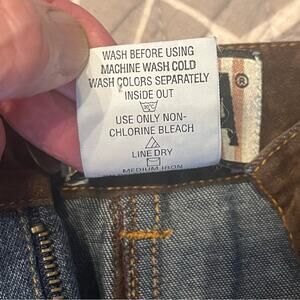 WASH BEFORE USING
MACHINE WASH COLD
WASH COLORS SEPARATELY
INSIDE OUT
30°C
USE ONLY NON-
CHLORINE BLEACH
LINE DRY
MEDIUM IRON
®